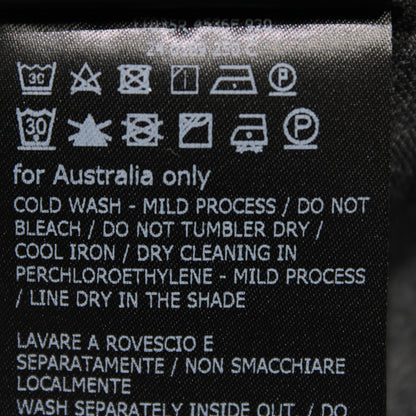 30 P
30 P
for Australia only
COLD WASH - MILD PROCESS / DO NOT
BLEACH / DO NOT TUMBLER DRY /
COOL IRON / DRY CLEANING IN
PERCHLOROETHYLENE - MILD PROCESS
/ LINE DRY IN THE SHADE
LAVARE A ROVESCIO E
SEPARATAMENTE / NON SMACCHIARE
LOCALMENTE
WASH SEPARATELY INSIDE OUT / DO